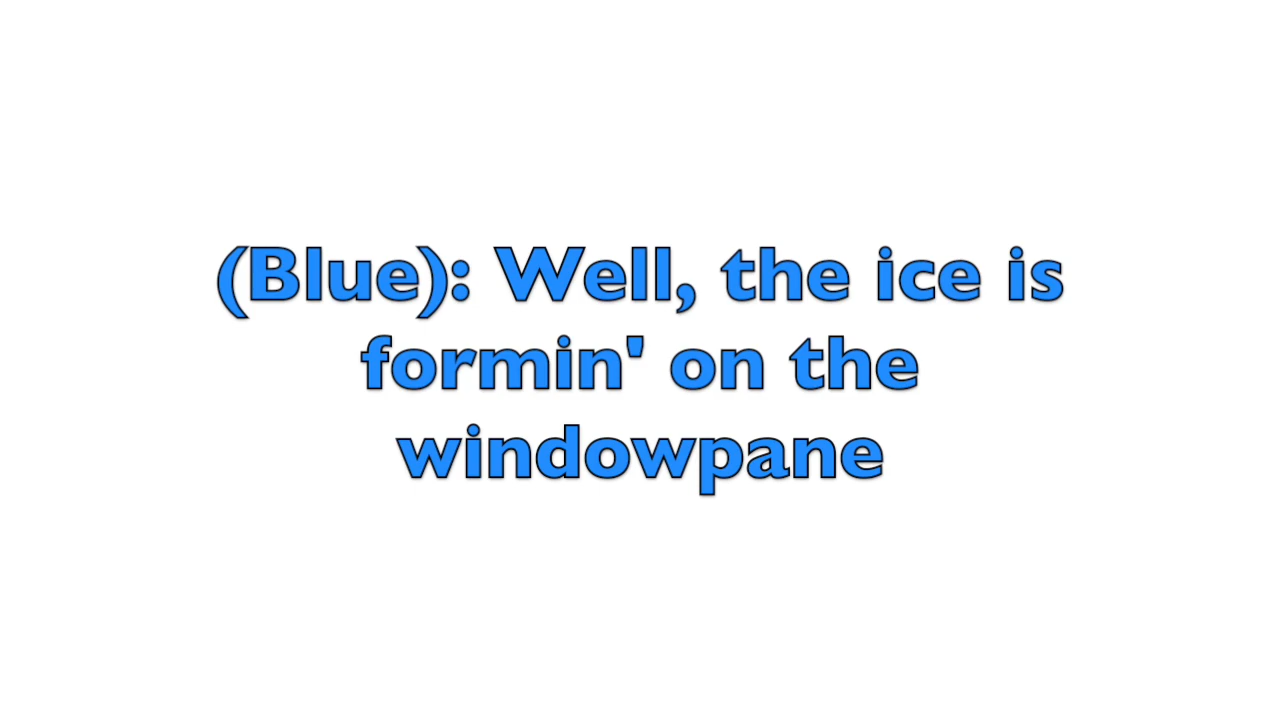 (Blue): Well, the ice is
formin' on the
windowpane